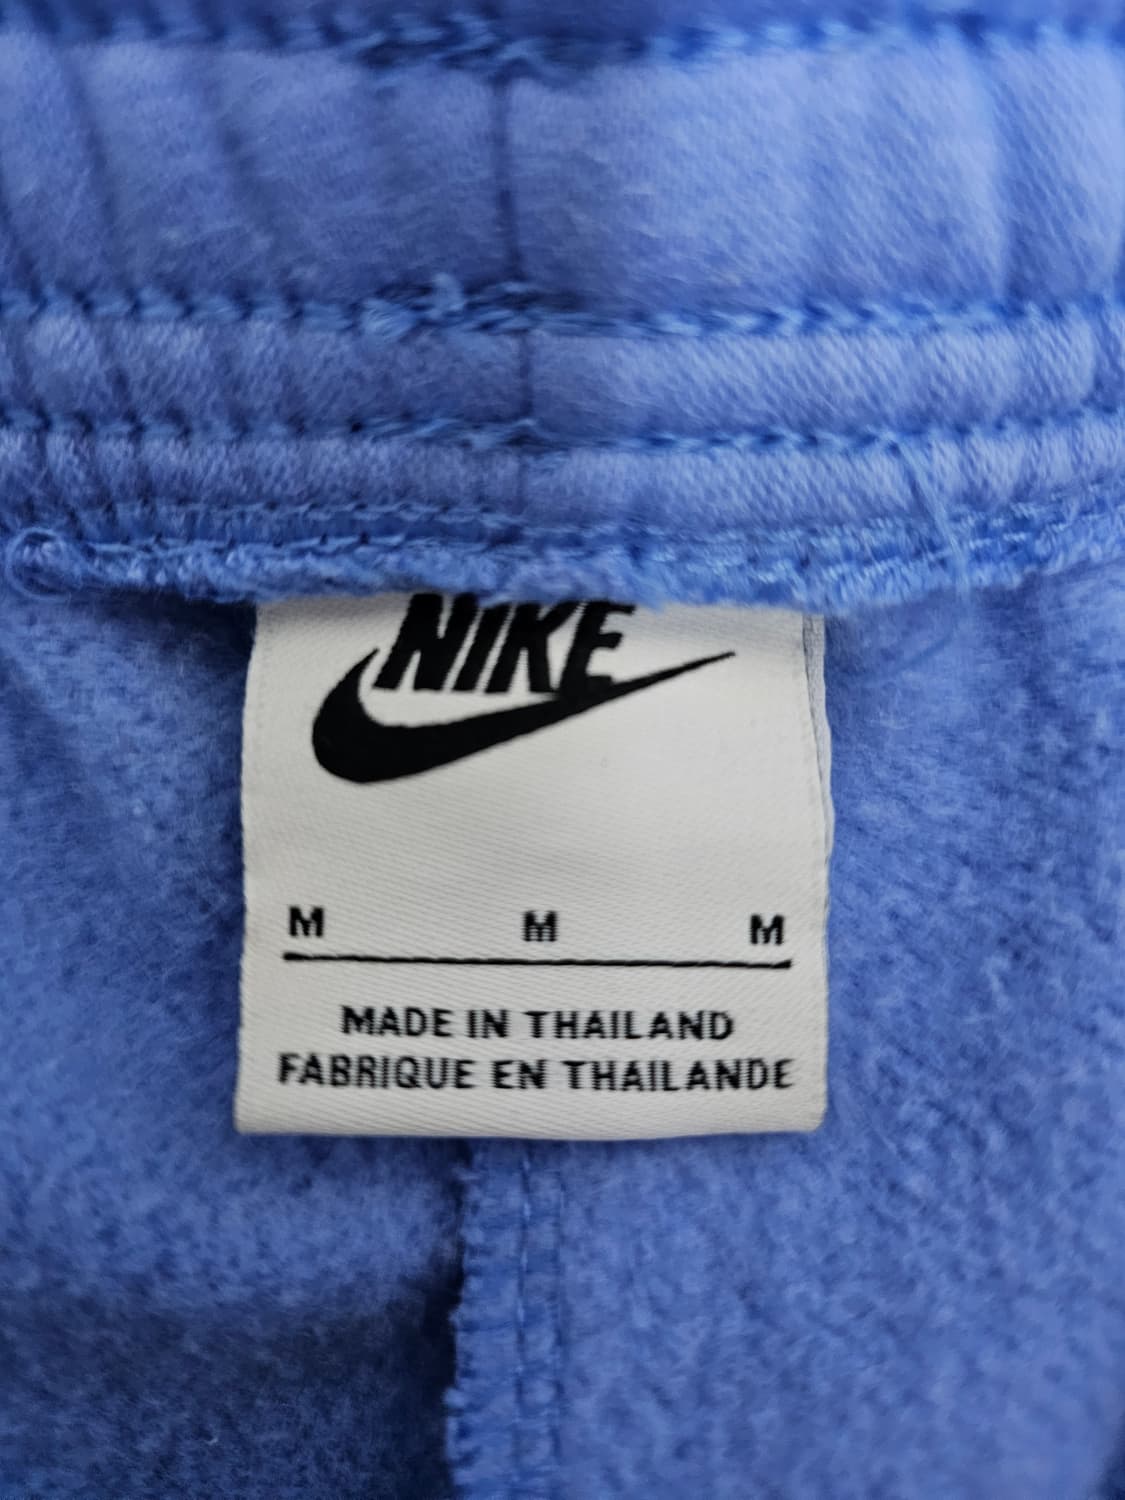 NIKE
M M M
MADE IN THAILAND
FABRIQUE EN THAILANDE